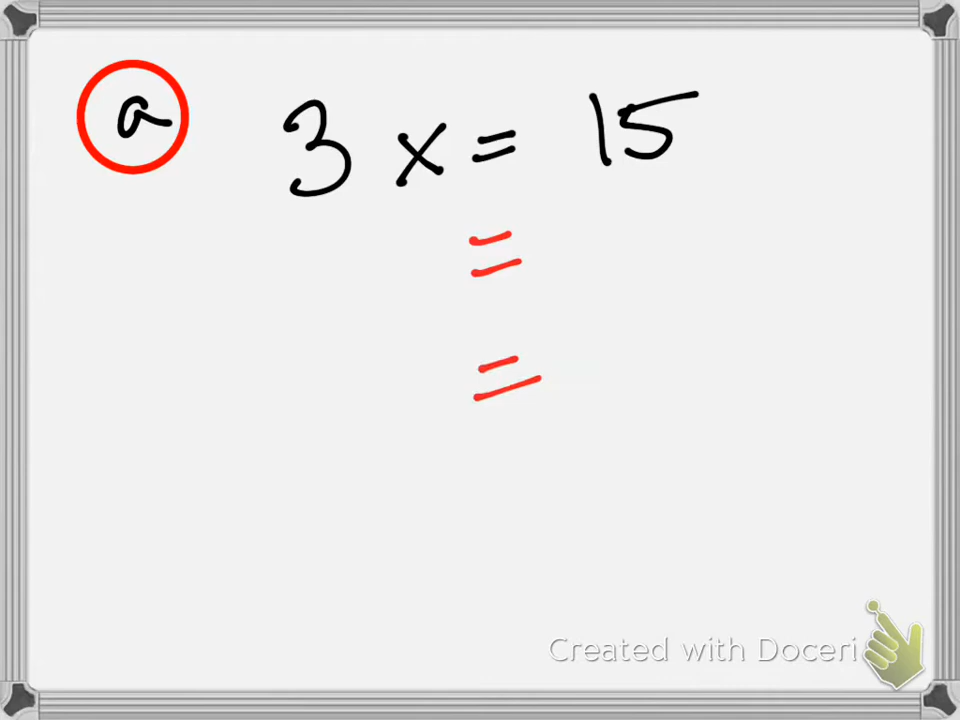 a 3x = 15
=
=
Created with Doceri